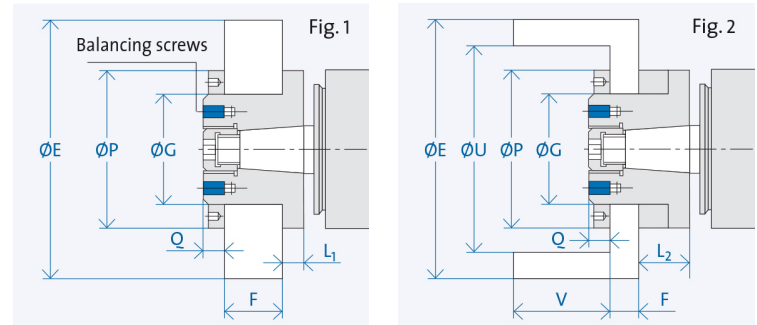 Fig. 1
Balancing screws
ØE
ØP
ØG
Q
L₁
F
Fig. 2
ØE
ØU
ØP
ØG
Q
L₂
V
F